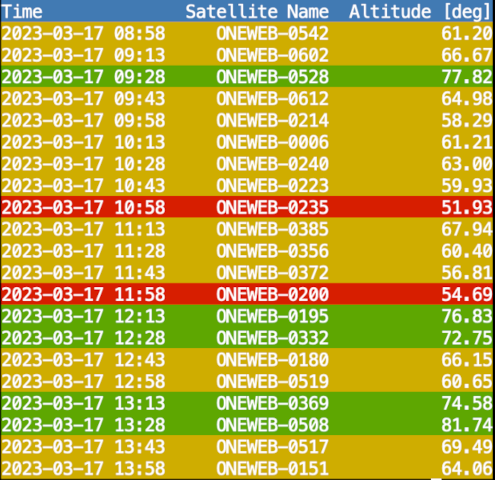 Time Satellite Name Altitude [deg]
2023-03-17 08:58 ONEWEB-0542 61.20
2023-03-17 09:13 ONEWEB-0602 66.67
2023-03-17 09:28 ONEWEB-0528 77.82
2023-03-17 09:43 ONEWEB-0612 64.98
2023-03-17 09:58 ONEWEB-0214 58.29
2023-03-17 10:13 ONEWEB-0006 61.21
2023-03-17 10:28 ONEWEB-0240 63.00
2023-03-17 10:43 ONEWEB-0223 59.93
2023-03-17 10:58 ONEWEB-0235 51.93
2023-03-17 11:13 ONEWEB-0385 67.94
2023-03-17 11:28 ONEWEB-0356 60.40
2023-03-17 11:43 ONEWEB-0372 56.81
2023-03-17 11:58 ONEWEB-0200 54.69
2023-03-17 12:13 ONEWEB-0195 76.83
2023-03-17 12:28 ONEWEB-0332 72.75
2023-03-17 12:43 ONEWEB-0180 66.15
2023-03-17 12:58 ONEWEB-0519 60.65
2023-03-17 13:13 ONEWEB-0369 74.58
2023-03-17 13:28 ONEWEB-0508 81.74
2023-03-17 13:43 ONEWEB-0517 69.49
2023-03-17 13:58 ONEWEB-0151 64.06